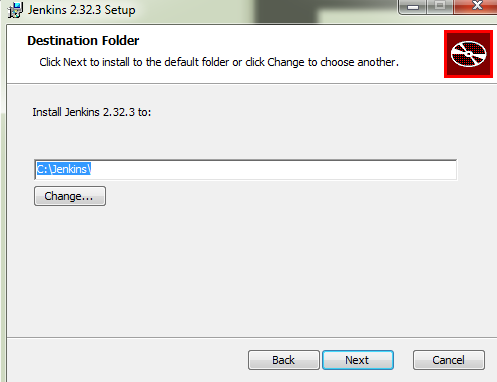 Jenkins 2.32.3 Setup
Destination Folder
Click Next to install to the default folder or click Change to choose another.
Install Jenkins 2.32.3 to:
C:\Jenkins\
Change...
Back
Next
Cancel